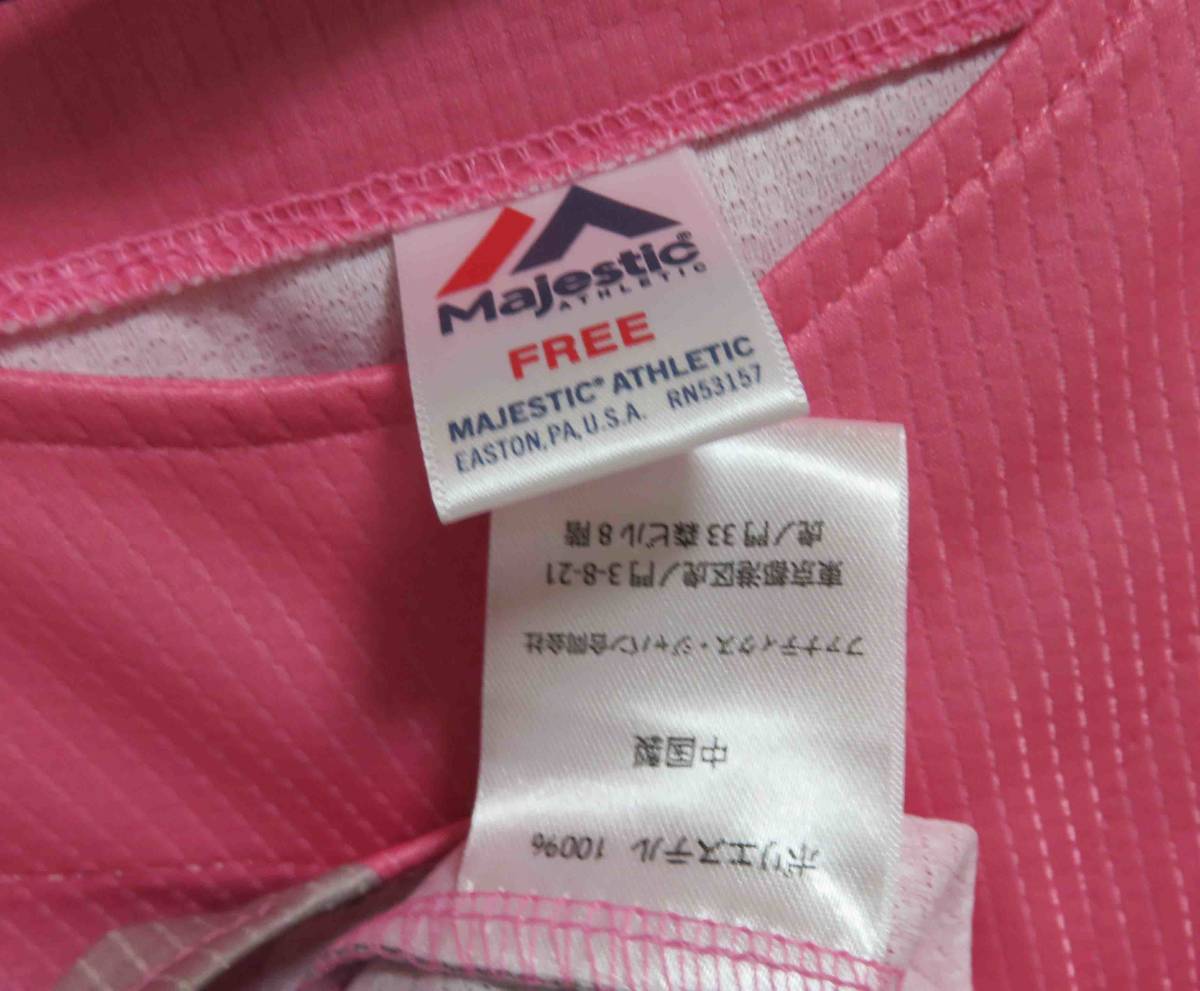 Majestic®
ATHLETIC
FREE
MAJESTIC® ATHLETIC
EASTON, PA, U.S.A. RN53157
ポリエステル 100%
中国製
ファナティクス・ジャパン合同会社
東京都港区虎ノ門 3-8-21
虎ノ門 33 森ビル 8 階